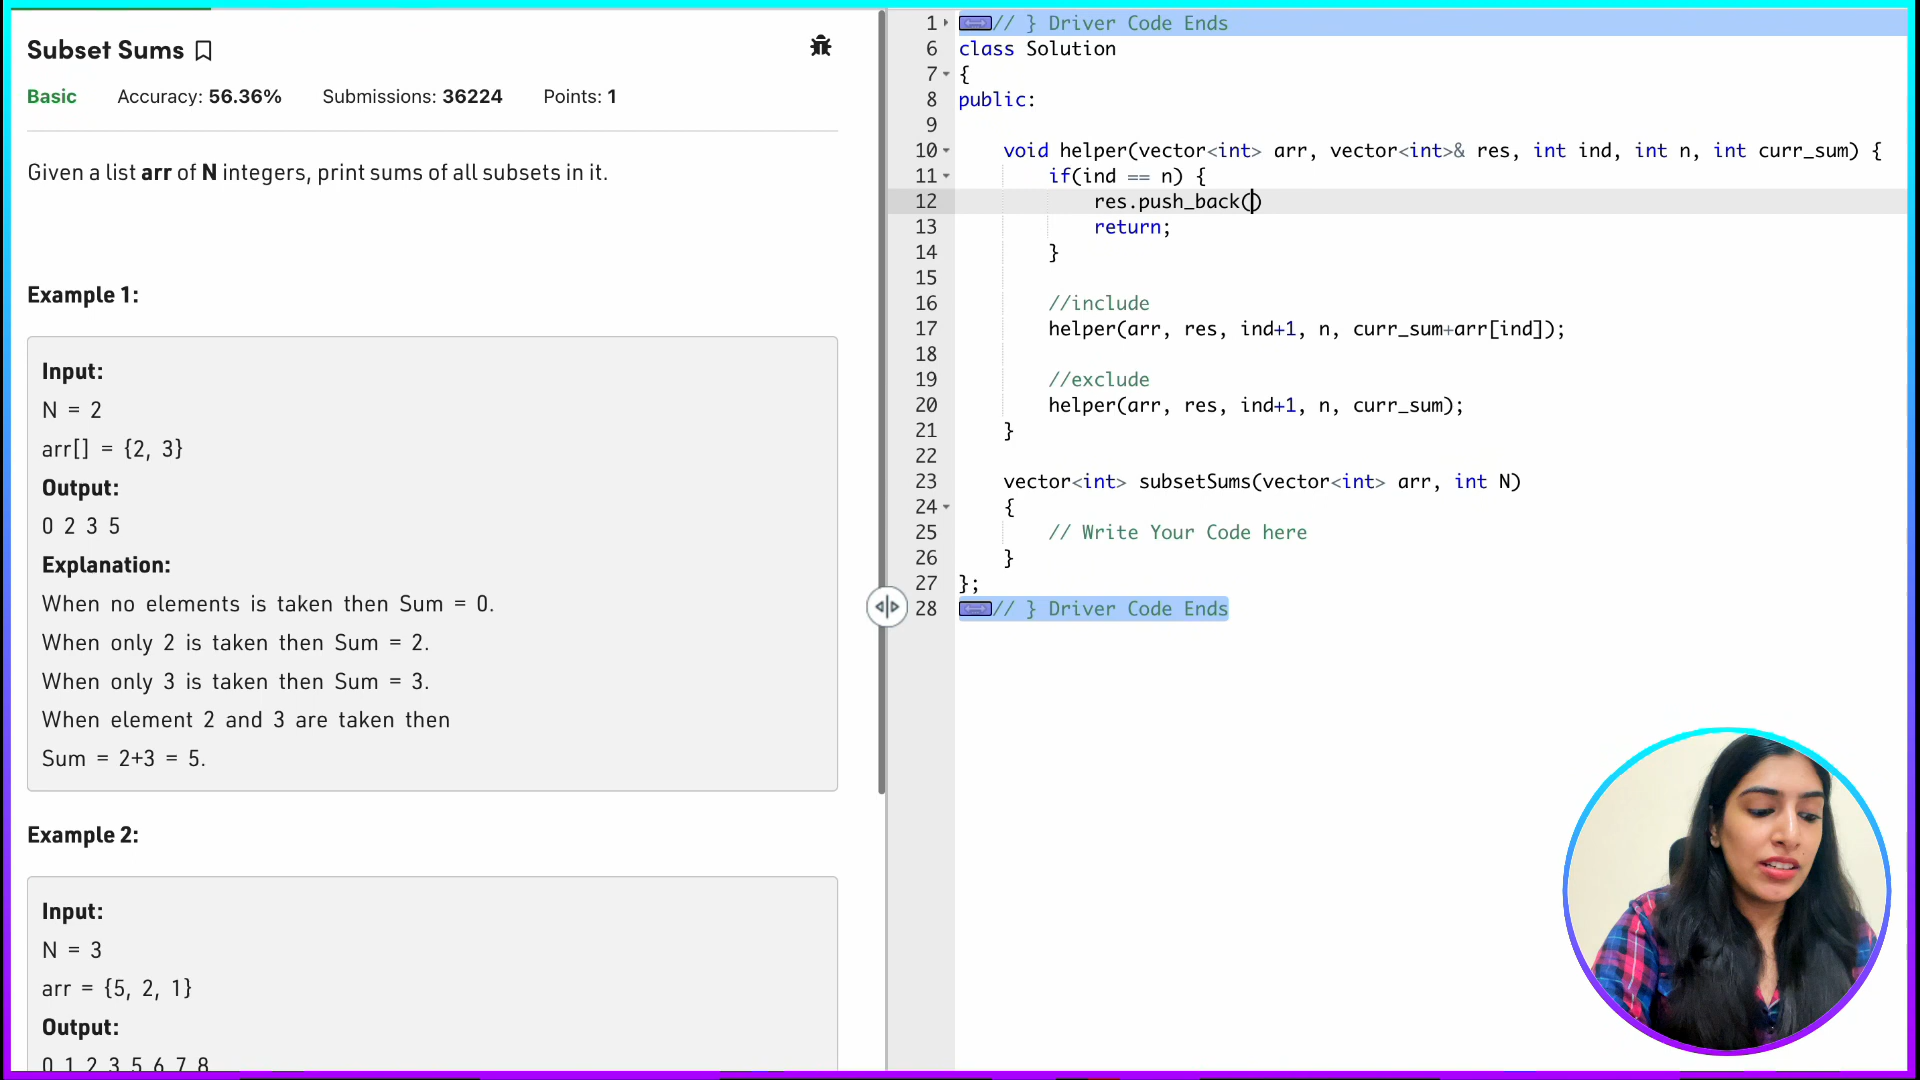 Subset Sums
Basic Accuracy: 56.36% Submissions: 36224 Points: 1
Given a list arr of N integers, print sums of all subsets in it.
Example 1:
Input:
N = 2
arr[] = {2, 3}
Output:
0 2 3 5
Explanation:
When no elements is taken then Sum = 0.
When only 2 is taken then Sum = 2.
When only 3 is taken then Sum = 3.
When element 2 and 3 are taken then
Sum = 2+3 = 5.
Example 2:
Input:
N = 3
arr = {5, 2, 1}
Output:
0 1 2 3 5 6 7 8
1 // } Driver Code Ends
6 class Solution
7 {
8 public:
9
10 void helper(vector<int> arr, vector<int>& res, int ind, int n, int curr_sum) {
11 if(ind == n) {
12 res.push_back()
13 return;
14 }
15
16 //include
17 helper(arr, res, ind+1, n, curr_sum+arr[ind]);
18
19 //exclude
20 helper(arr, res, ind+1, n, curr_sum);
21 }
22
23 vector<int> subsetSums(vector<int> arr, int N)
24 {
25 // Write Your Code here
26 }
27 };
28 // } Driver Code Ends